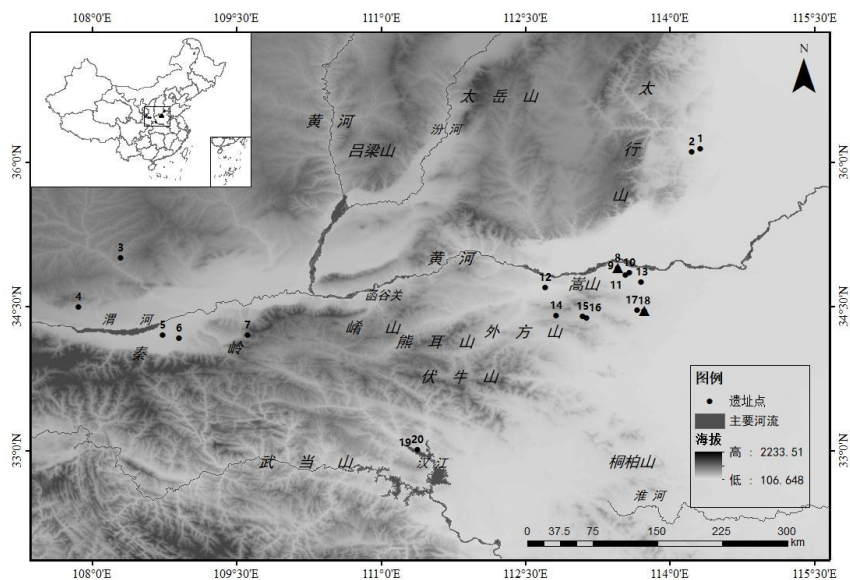 108°0'E 109°30'E 111°0'E 112°30'E 114°0'E 115°30'E
N
太岳山
太行山
黄河
汾河
吕梁山
2 1
36°0'N 36°0'N
3
黄河
8
9 10
13
11
12
嵩山
函谷关
4
34°30'N 34°30'N
渭河
14 15 16 17 18
5 6 7
秦岭
崤山
熊耳山
外方山
伏牛山
图例
遗址点
主要河流
海拔
高 : 2233.51
低 : 106.648
19 20
33°0'N 33°0'N
武当山
汉江
桐柏山
淮河
0 37.5 75 150 225 300
km
108°0'E 109°30'E 111°0'E 112°30'E 114°0'E 115°30'E